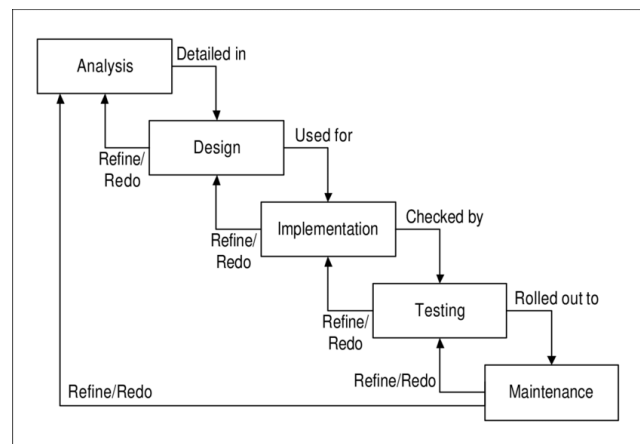 Analysis
Detailed in
Refine/
Redo
Design
Used for
Refine/
Redo
Implementation
Checked by
Refine/
Redo
Testing
Rolled out to
Refine/Redo
Refine/Redo
Maintenance